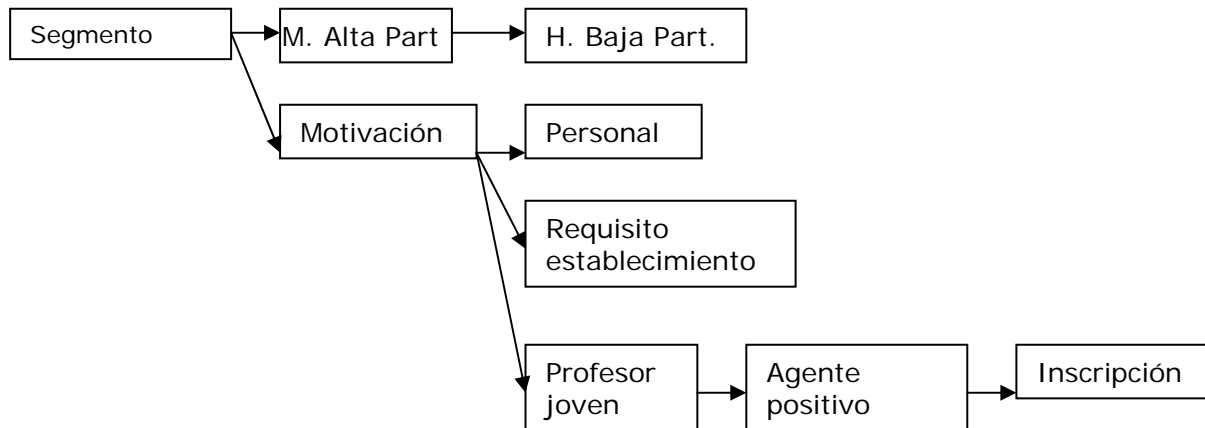 Segmento
M. Alta Part
H. Baja Part.
Motivación
Personal
Requisito
establecimiento
Profesor
joven
Agente
positivo
Inscripción